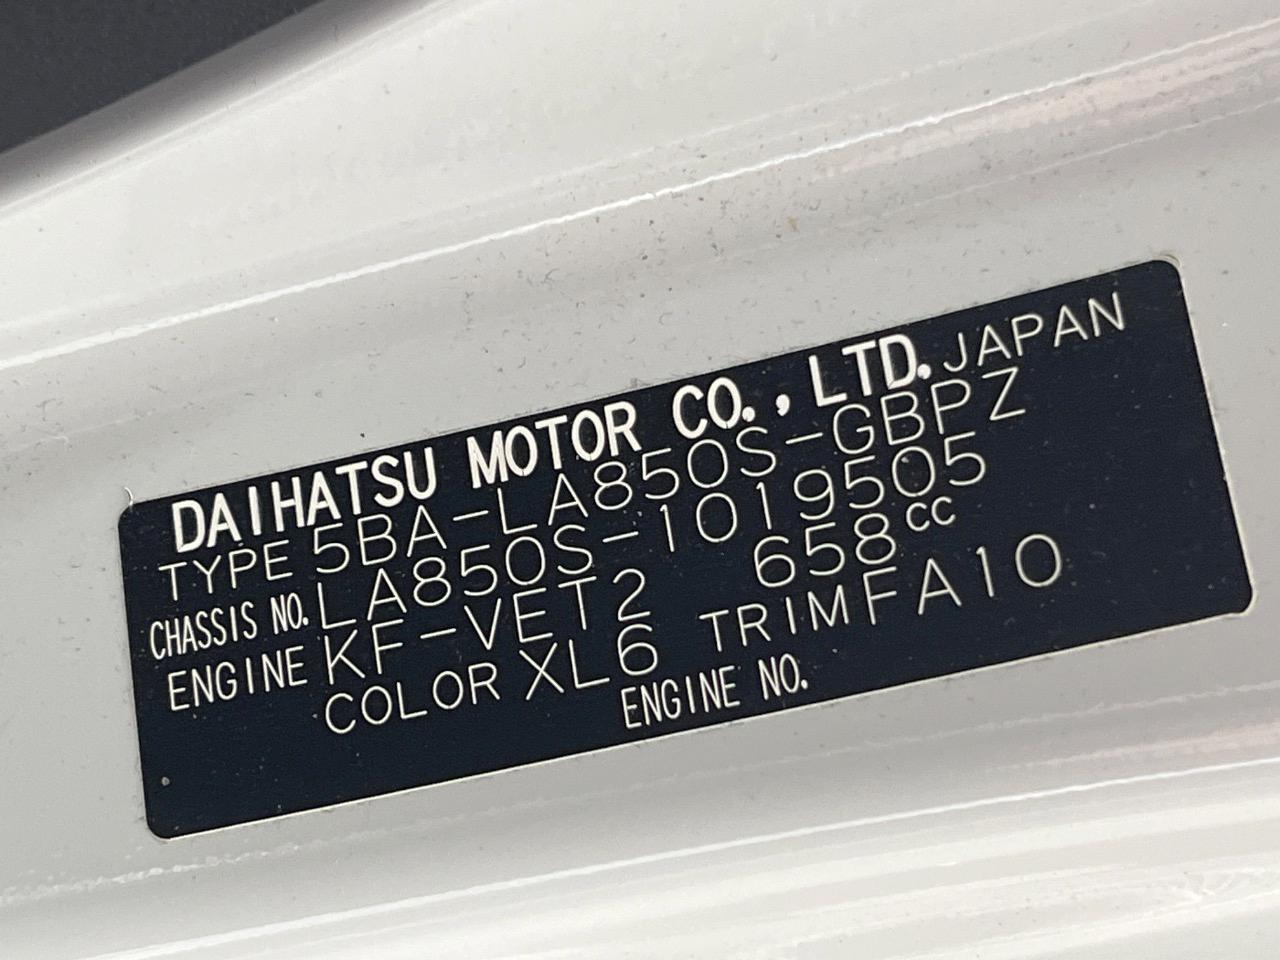 DAIHATSU MOTOR CO., LTD. JAPAN
TYPE 5BA-LA850S-GBPZ
CHASSIS NO. LA850S-1019505
ENGINE KF-VET2 658cc
COLOR XL6 TRIM FA10
ENGINE NO.